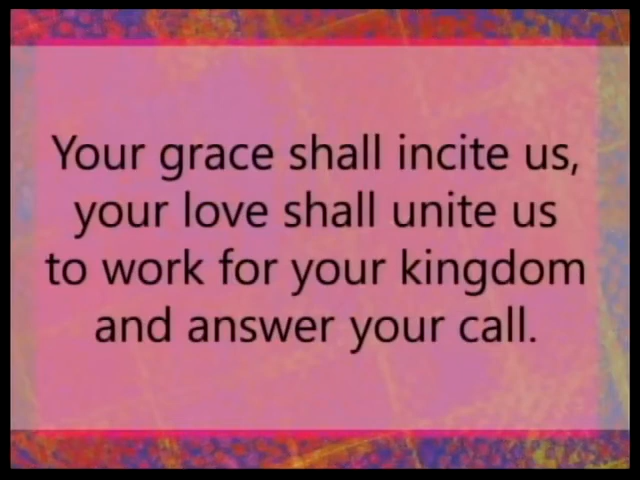 Your grace shall incite us,
your love shall unite us
to work for your kingdom
and answer your call.